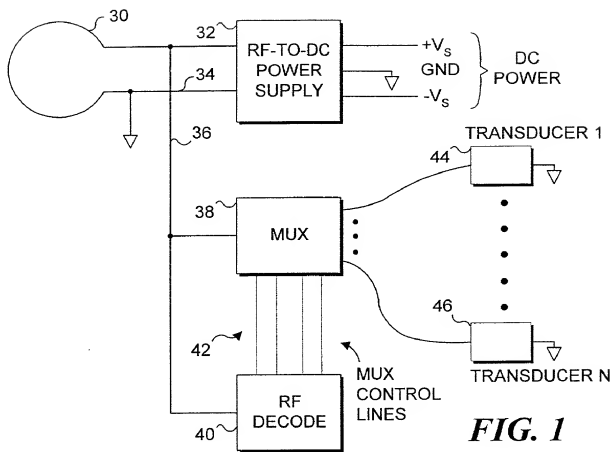 30
32
RF-TO-DC
POWER
SUPPLY
+VS
GND
-VS
DC
POWER
34
36
TRANSDUCER 1
44
38
MUX
46
TRANSDUCER N
42
MUX
CONTROL
LINES
RF
DECODE
40
FIG. 1